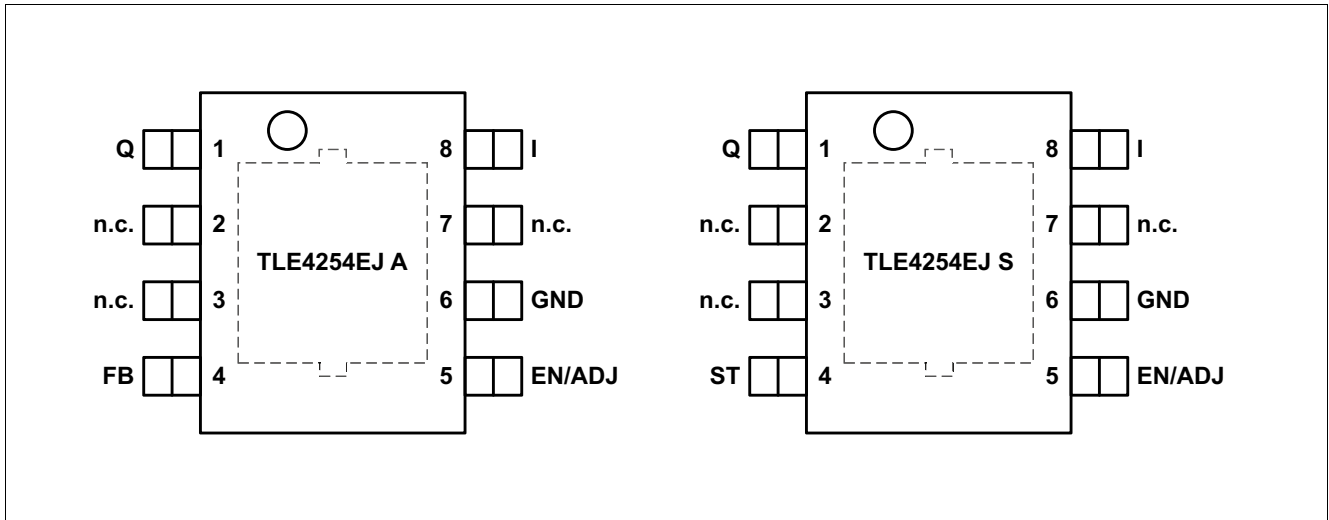 Q 1 8 I
n.c. 2 7 n.c.
TLE4254EJ A
n.c. 3 6 GND
FB 4 5 EN/ADJ
Q 1 8 I
n.c. 2 7 n.c.
TLE4254EJ S
n.c. 3 6 GND
ST 4 5 EN/ADJ